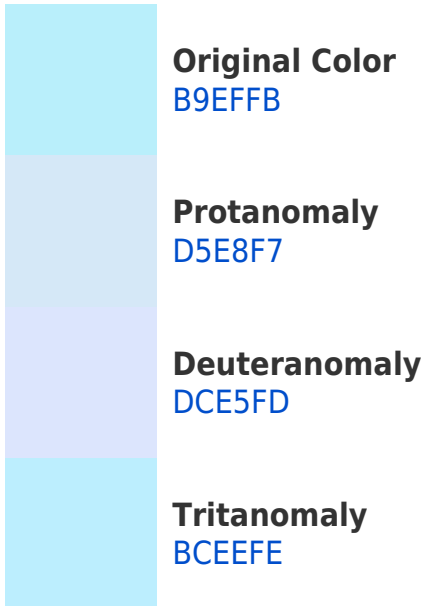 Original Color
B9EFFB
Protanomaly
D5E8F7
Deuteranomaly
DCE5FD
Tritanomaly
BCEEFE